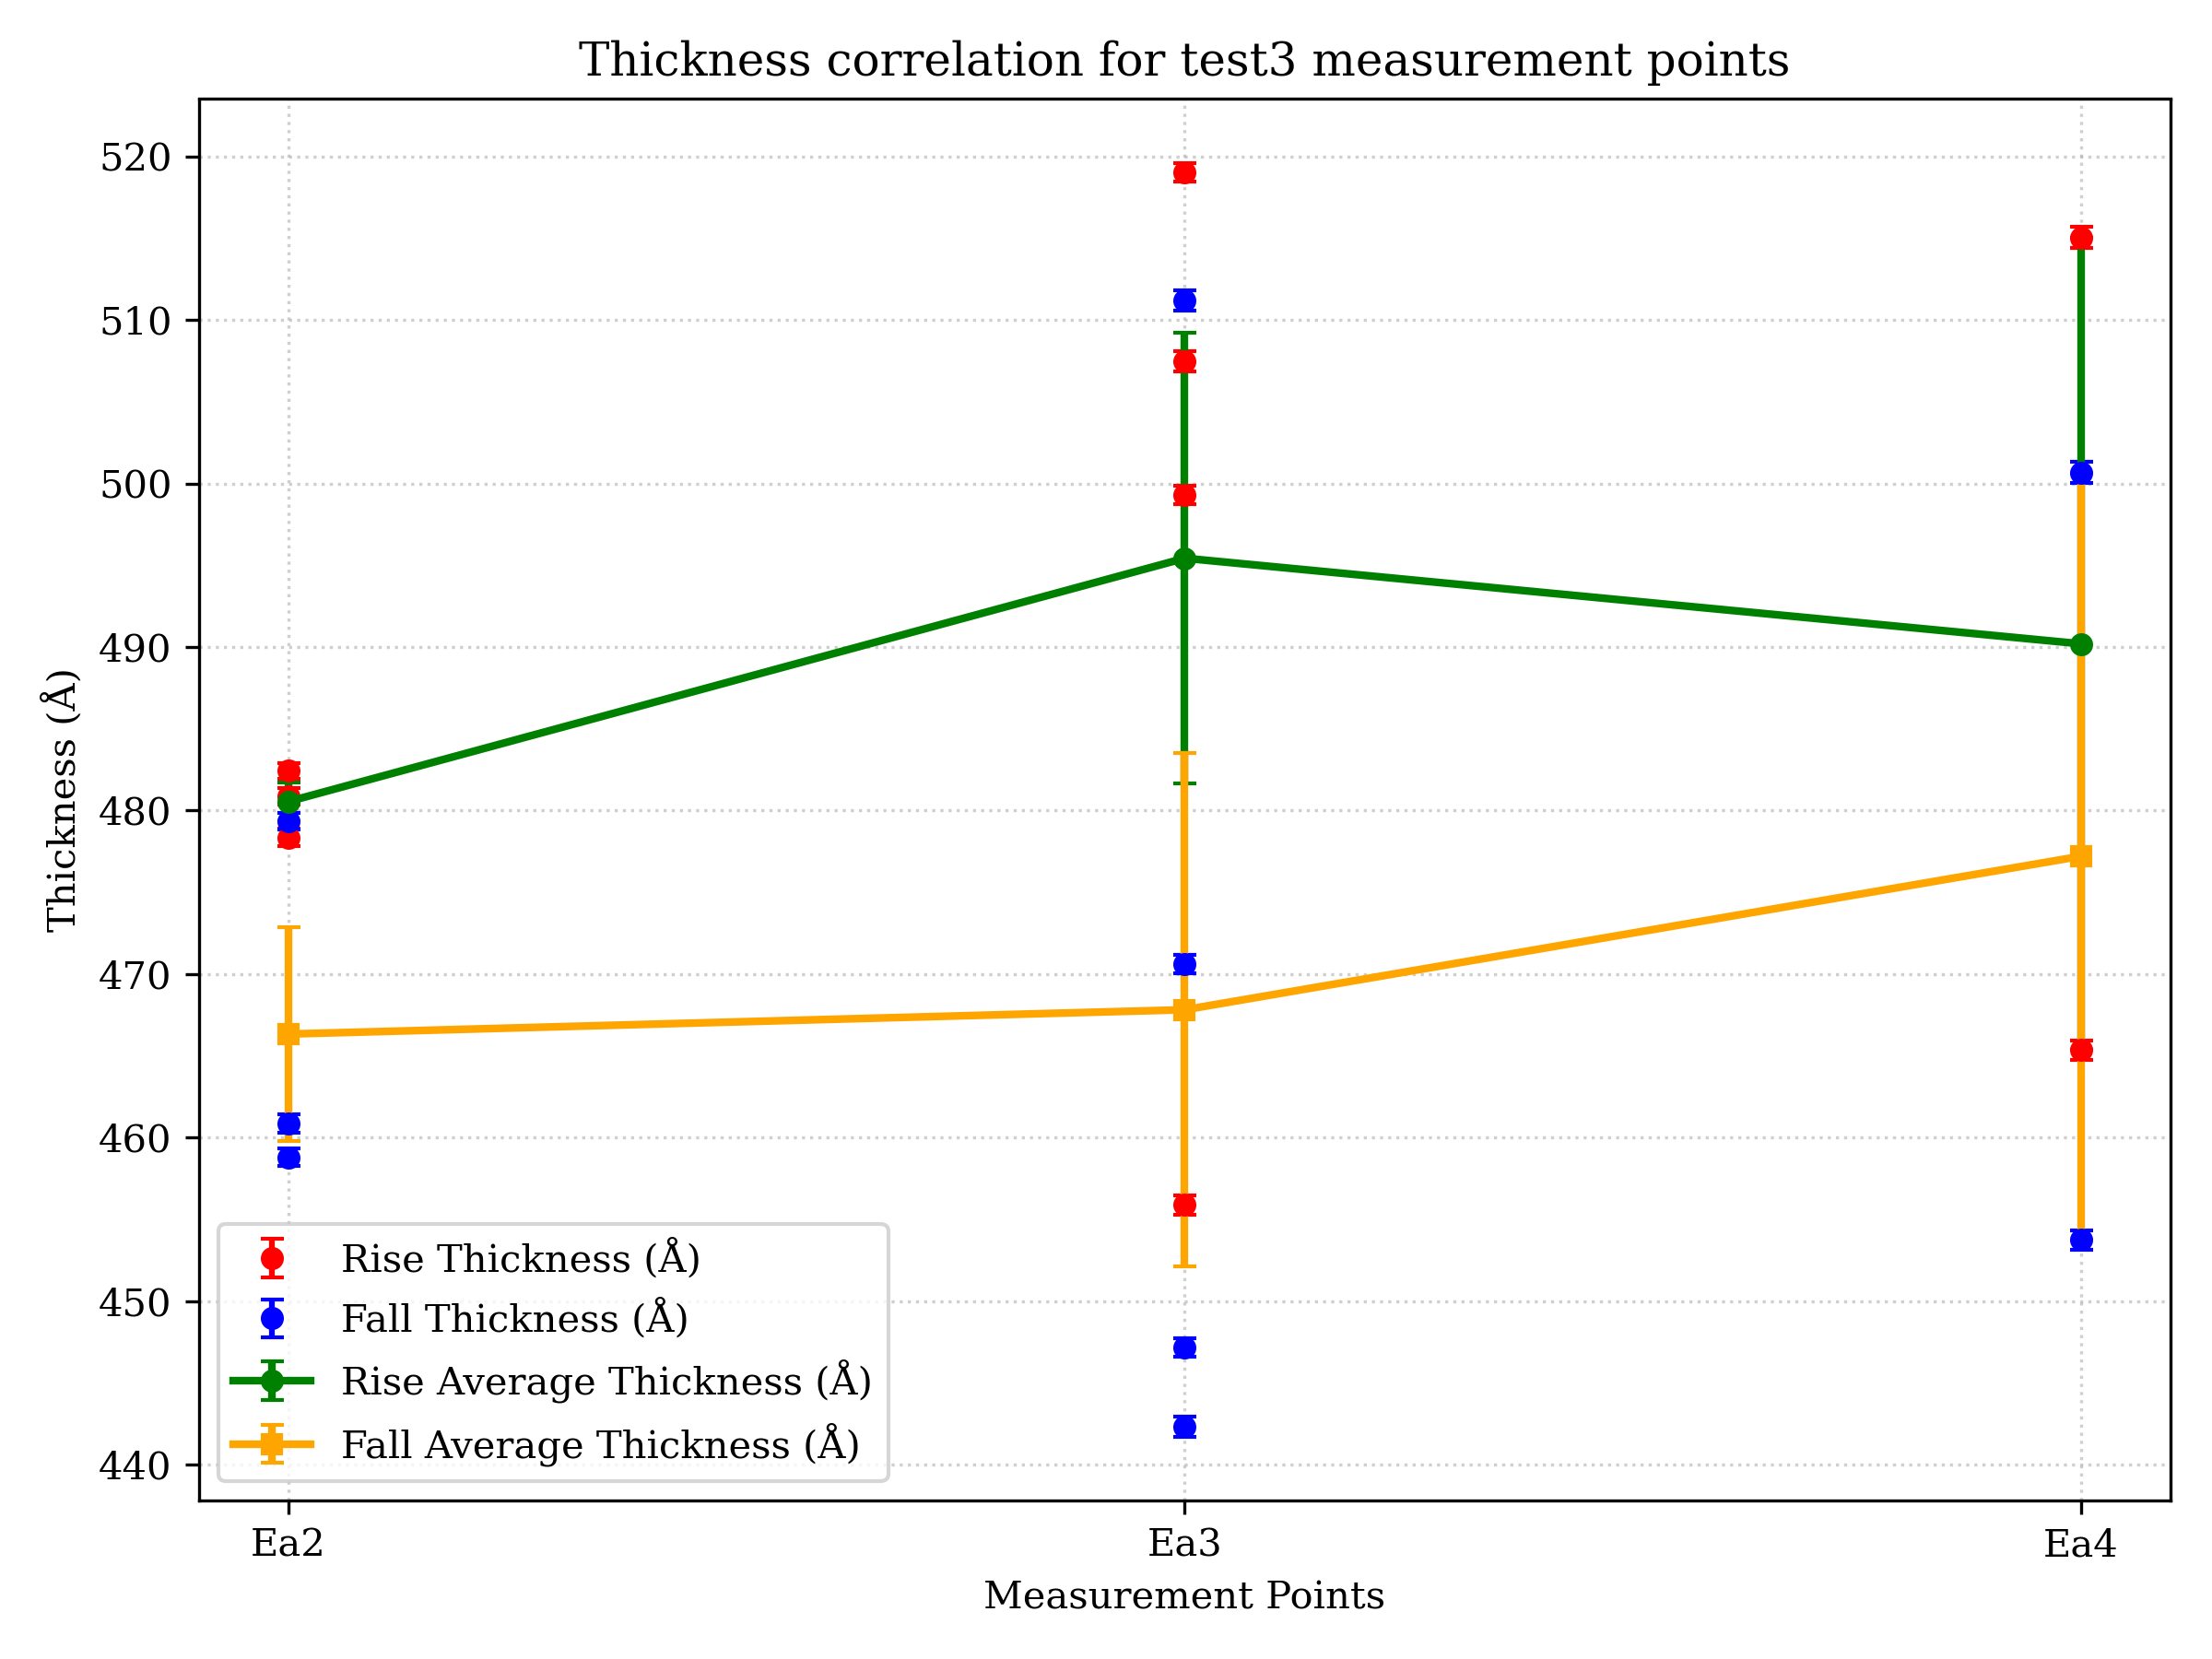 Thickness correlation for test3 measurement points
520
510
500
490
480
470
460
450
440
Thickness (Å)
Rise Thickness (Å)
Fall Thickness (Å)
Rise Average Thickness (Å)
Fall Average Thickness (Å)
Ea2 Ea3 Ea4
Measurement Points